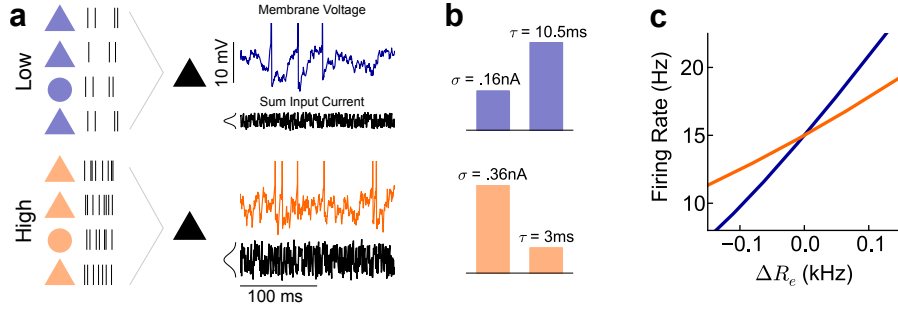 a
Low
Membrane Voltage
10 mV
Sum Input Current
High
100 ms
b
τ = 10.5ms
σ = .16nA
σ = .36nA
τ = 3ms
c
Firing Rate (Hz)
20
15
10
−0.1
0.0
0.1
ΔR_e (kHz)